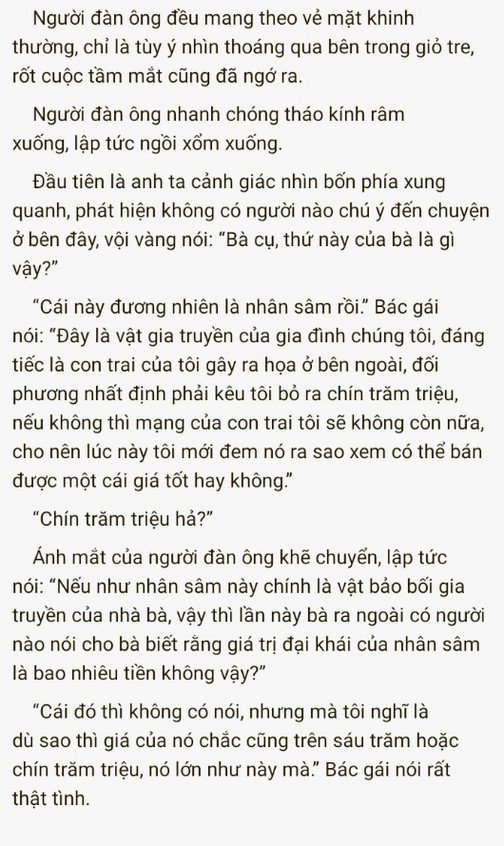 Người đàn ông đều mang theo vẻ mặt khinh
thường, chỉ là tùy ý nhìn thoáng qua bên trong giỏ tre,
rốt cuộc tầm mắt cũng đã ngớ ra.
Người đàn ông nhanh chóng tháo kính râm
xuống, lập tức ngồi xổm xuống.
Đầu tiên là anh ta cảnh giác nhìn bốn phía xung
quanh, phát hiện không có người nào chú ý đến chuyện
ở bên đây, vội vàng nói: “Bà cụ, thứ này của bà là gì
vậy?”
“Cái này đương nhiên là nhân sâm rồi.” Bác gái
nói: “Đây là vật gia truyền của gia đình chúng tôi, đáng
tiếc là con trai của tôi gây ra họa ở bên ngoài, đối
phương nhất định phải kêu tôi bỏ ra chín trăm triệu,
nếu không thì mạng của con trai tôi sẽ không còn nữa,
cho nên lúc này tôi mới đem nó ra sao xem có thể bán
được một cái giá tốt hay không.”
“Chín trăm triệu hả?”
Ánh mắt của người đàn ông khẽ chuyển, lập tức
nói: “Nếu như nhân sâm này chính là vật bảo bối gia
truyền của nhà bà, vậy thì lần này bà ra ngoài có người
nào nói cho bà biết rằng giá trị đại khái của nhân sâm
là bao nhiêu tiền không vậy?”
“Cái đó thì không có nói, nhưng mà tôi nghĩ là
dù sao thì giá của nó chắc cũng trên sáu trăm hoặc
chín trăm triệu, nó lớn như này mà.” Bác gái nói rất
thật tình.